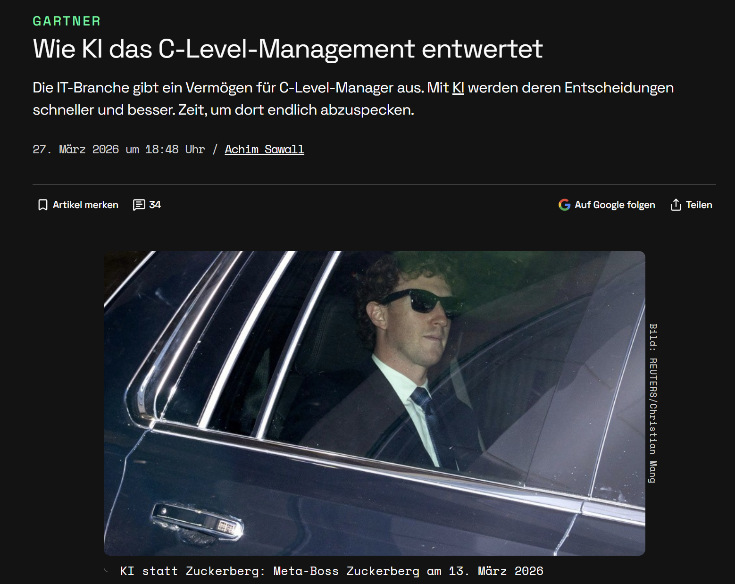 GARTNER
Wie KI das C-Level-Management entwertet
Die IT-Branche gibt ein Vermögen für C-Level-Manager aus. Mit KI werden deren Entscheidungen
schneller und besser. Zeit, um dort endlich abzuspecken.
27. März 2026 um 18:48 Uhr / Achim Sawall
Artikel merken 34 Auf Google folgen Teilen
Bild: REUTERS/Christian Mang
KI statt Zuckerberg: Meta-Boss Zuckerberg am 13. März 2026